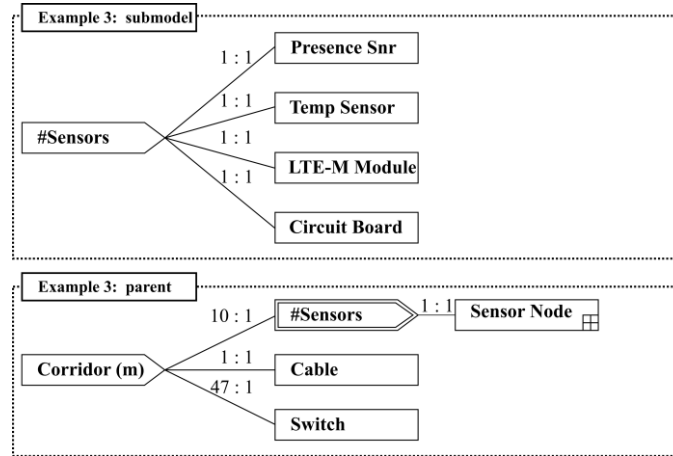 Example 3: submodel
Presence Snr
1 : 1
Temp Sensor
1 : 1
#Sensors
1 : 1
LTE-M Module
1 : 1
Circuit Board
Example 3: parent
10 : 1
#Sensors
1 : 1
Sensor Node
Corridor (m)
1 : 1
Cable
47 : 1
Switch